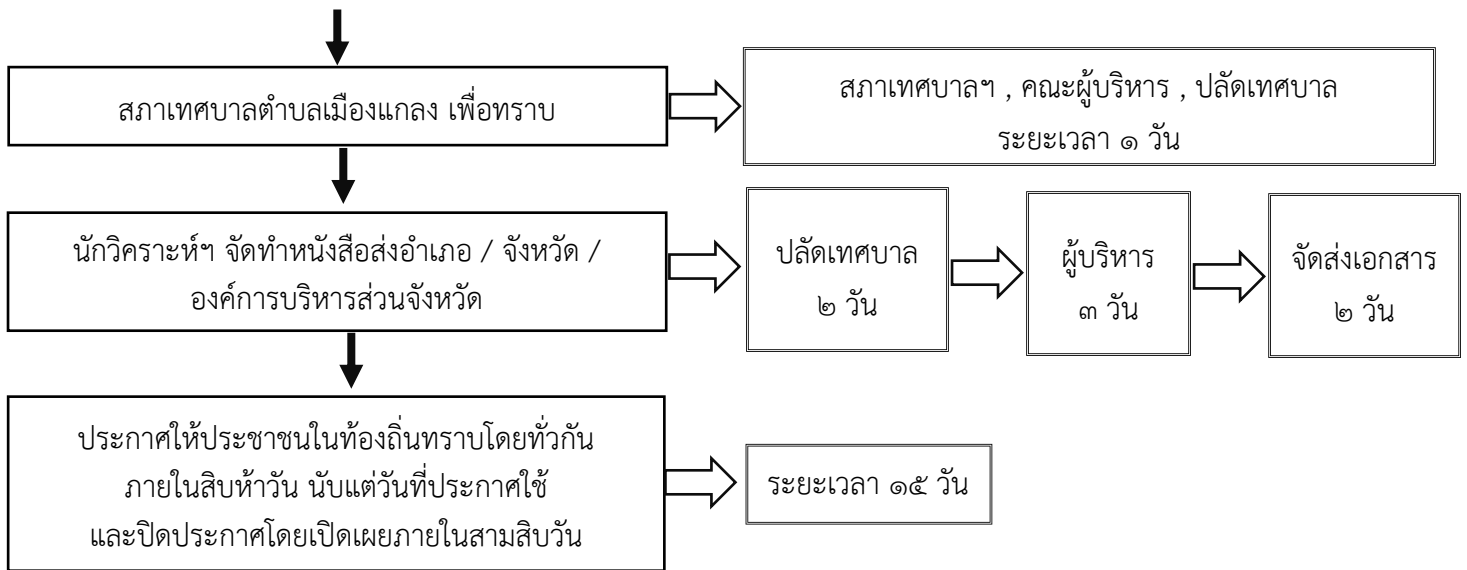 สภาเทศบาลตำบลเมืองแกลง เพื่อทราบ
สภาเทศบาลฯ , คณะผู้บริหาร , ปลัดเทศบาล
ระยะเวลา ๑ วัน
นักวิคราะห์ฯ จัดทำหนังสือส่งอำเภอ / จังหวัด /
องค์การบริหารส่วนจังหวัด
ปลัดเทศบาล
๒ วัน
ผู้บริหาร
๓ วัน
จัดส่งเอกสาร
๒ วัน
ประกาศให้ประชาชนในท้องถิ่นทราบโดยทั่วกัน
ภายในสิบห้าวัน นับแต่วันที่ประกาศใช้
และปิดประกาศโดยเปิดเผยภายในสามสิบวัน
ระยะเวลา ๑๕ วัน